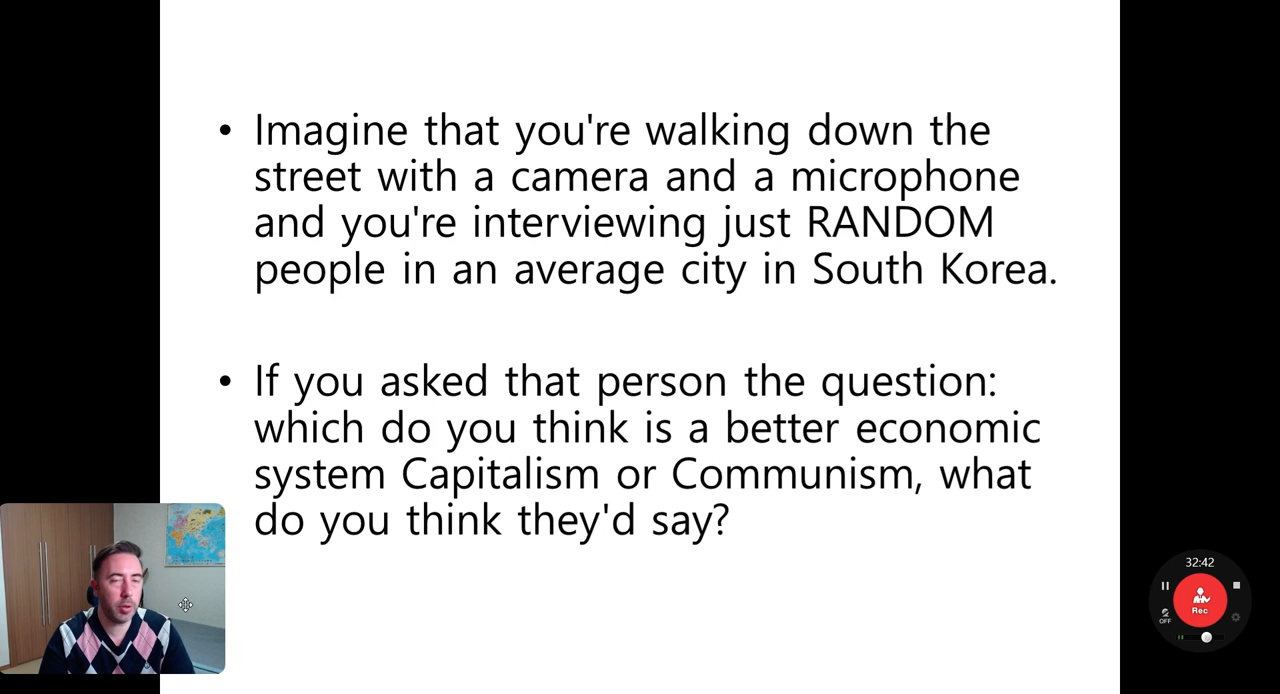 • Imagine that you're walking down the
street with a camera and a microphone
and you're interviewing just RANDOM
people in an average city in South Korea.
• If you asked that person the question:
which do you think is a better economic
system Capitalism or Communism, what
do you think they'd say?
32:42
Rec
OFF